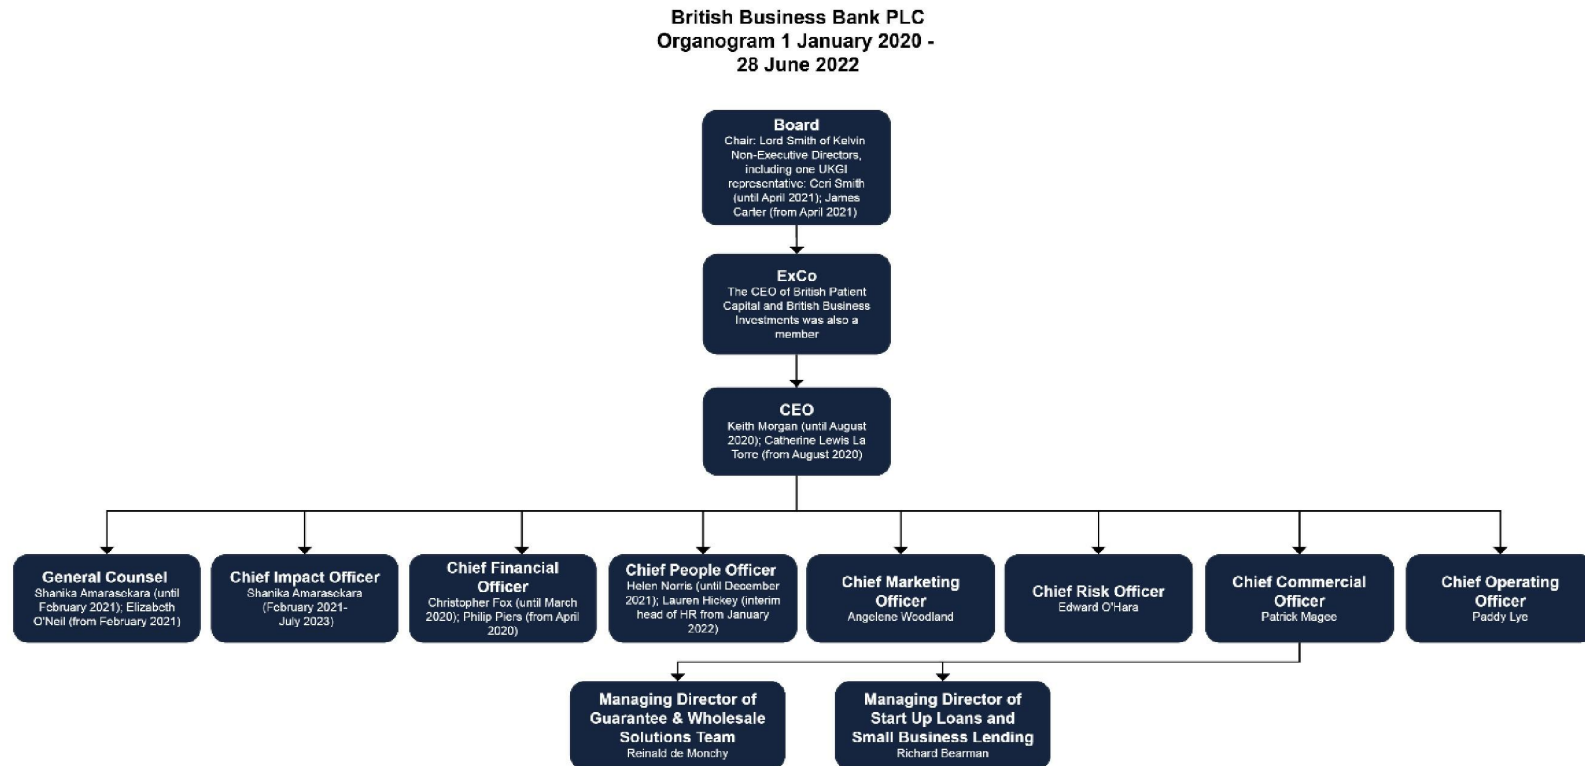 British Business Bank PLC
Organogram 1 January 2020 -
28 June 2022
Board
Chair: Lord Smith of Kelvin
Non-Executive Directors,
including one UKGI
representative: Ceri Smith
(until April 2021); James
Carter (from April 2021)
ExCo
The CEO of British Patient
Capital and British Business
Investments was also a
member
CEO
Keith Morgan (until August
2020); Catherine Lewis La
Torre (from August 2020)
General Counsel
Shanika Amarasekara (until
February 2021); Elizabeth
O'Neil (from February 2021)
Chief Impact Officer
Shanika Amarasekara
(February 2021-
July 2023)
Chief Financial
Officer
Christopher Fox (until March
2020); Philip Piers (from April
2020)
Chief People Officer
Helen Norris (until December
2021); Lauren Hickey (interim
head of HR from January
2022)
Chief Marketing
Officer
Angelene Woodland
Chief Risk Officer
Edward O'Hara
Chief Commercial
Officer
Patrick Magee
Chief Operating
Officer
Paddy Lye
Managing Director of
Guarantee & Wholesale
Solutions Team
Reinald de Monchy
Managing Director of
Start Up Loans and
Small Business Lending
Richard Bearman